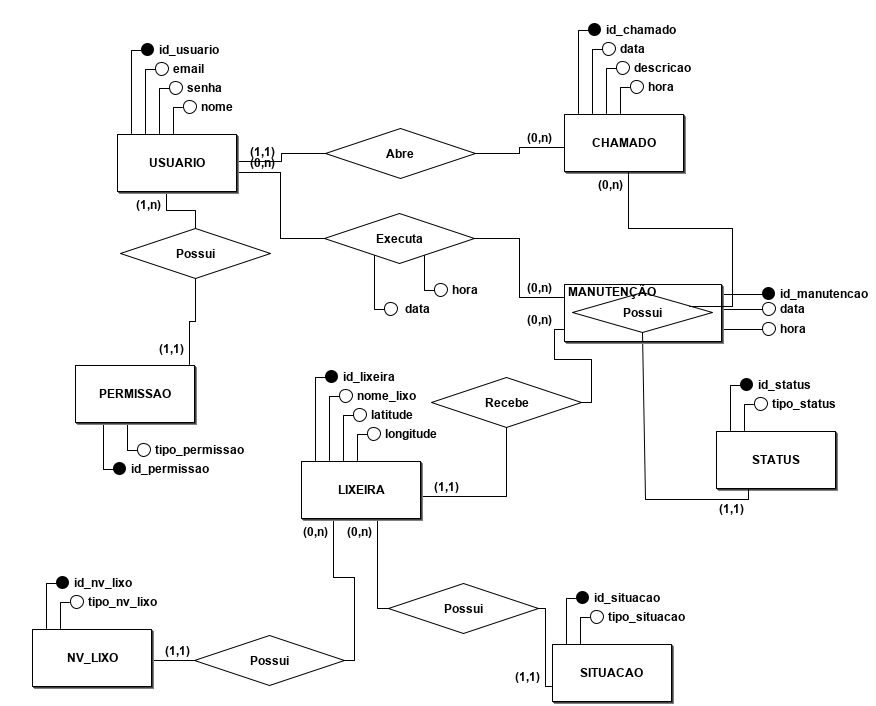 id_chamado
data
descricao
hora
id_usuario
email
senha
nome
USUARIO
(1,1)
(0,n)
Abre
(0,n)
CHAMADO
(0,n)
(1,n)
Possui
Executa
hora
data
(0,n)
MANUTENÇÃO
Possui
id_manutencao
data
hora
(0,n)
(1,1)
PERMISSAO
tipo_permissao
id_permissao
id_lixeira
nome_lixo
latitude
longitude
Recebe
id_status
tipo_status
STATUS
(1,1)
LIXEIRA
(1,1)
(0,n)
(0,n)
id_nv_lixo
tipo_nv_lixo
NV_LIXO
(1,1)
Possui
Possui
id_situacao
tipo_situacao
(1,1)
SITUACAO